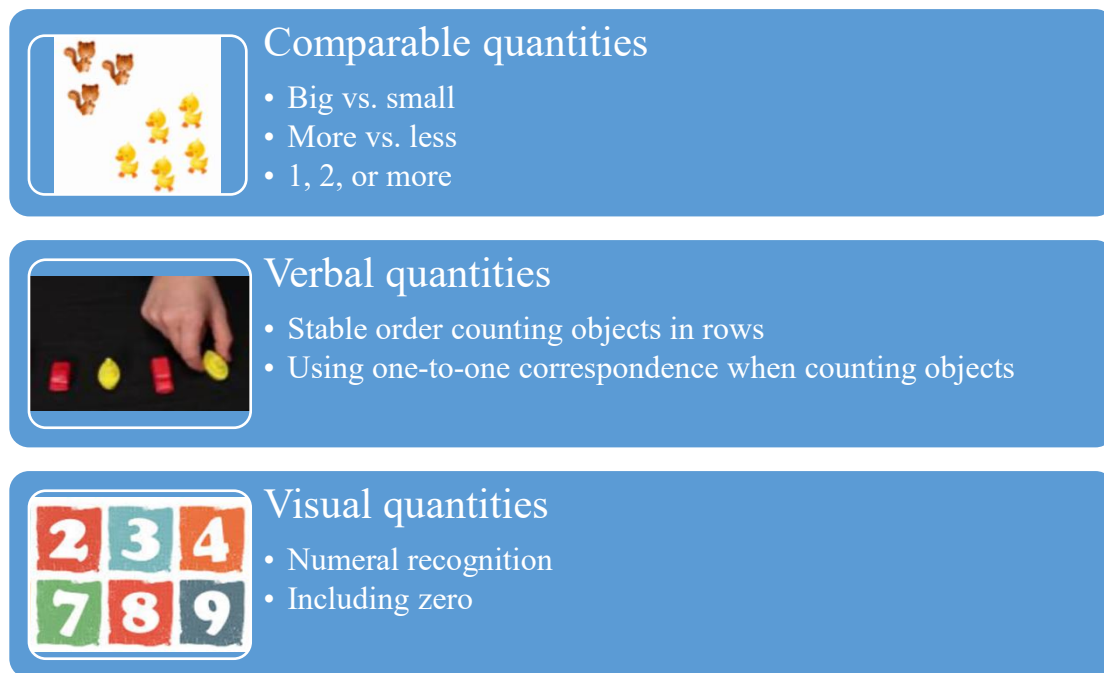 Comparable quantities
• Big vs. small
• More vs. less
• 1, 2, or more
Verbal quantities
• Stable order counting objects in rows
• Using one-to-one correspondence when counting objects
Visual quantities
2 3 4
7 8 9
• Numeral recognition
• Including zero